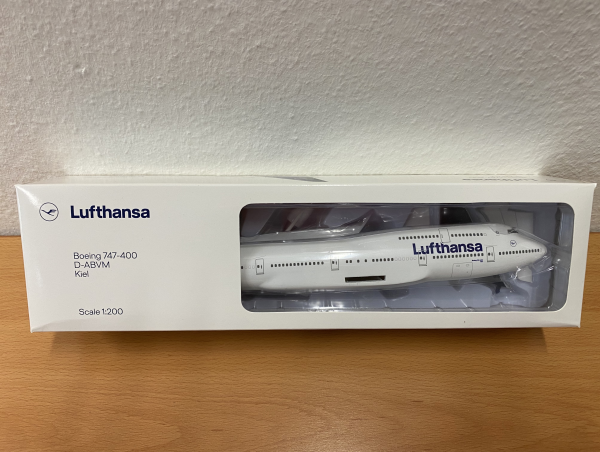 Lufthansa
Boeing 747-400
D-ABVM
Kiel
Scale 1:200
Lufthansa